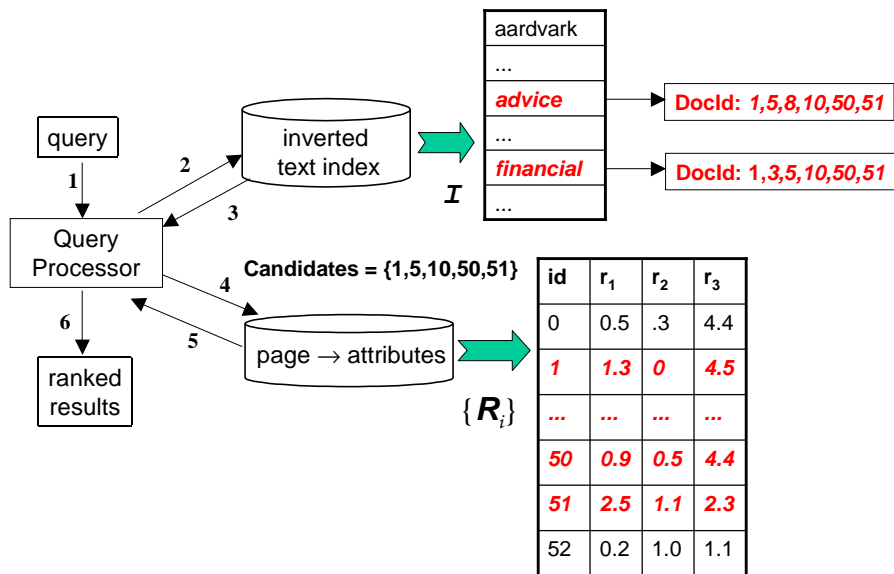 query
1
Query
Processor
6
ranked
results
2
3
inverted
text index
I
aardvark
...
advice
...
financial
...
DocId: 1,5,8,10,50,51
DocId: 1,3,5,10,50,51
4
5
Candidates = {1,5,10,50,51}
page → attributes
{Ri}
id r1 r2 r3
0 0.5 .3 4.4
1 1.3 0 4.5
... ... ... ...
50 0.9 0.5 4.4
51 2.5 1.1 2.3
52 0.2 1.0 1.1